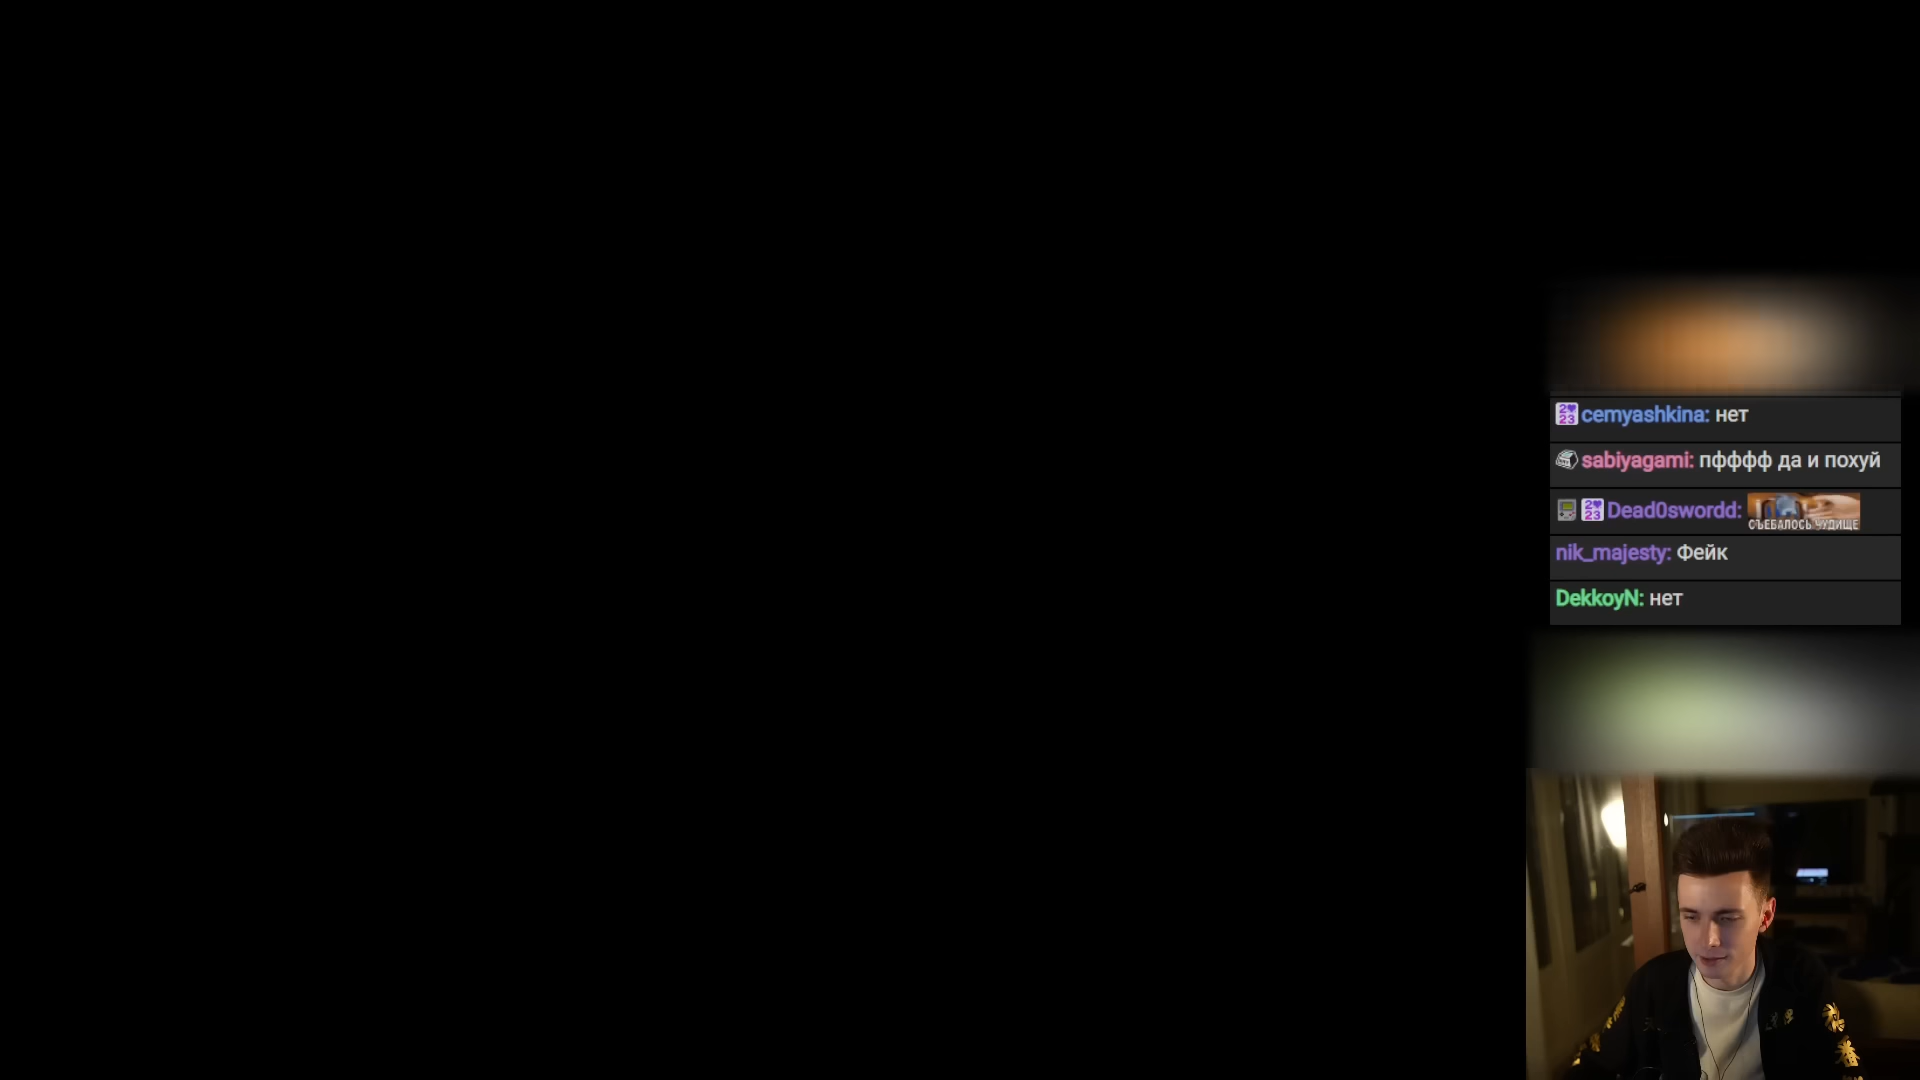 cemyashkina: нет
sabiyagami: пфффф да и похуй
Dead0swordd: СЪЕБАЛОСЬ ЧУДИЩЕ
nik_majesty: Фейк
DekkoyN: нет